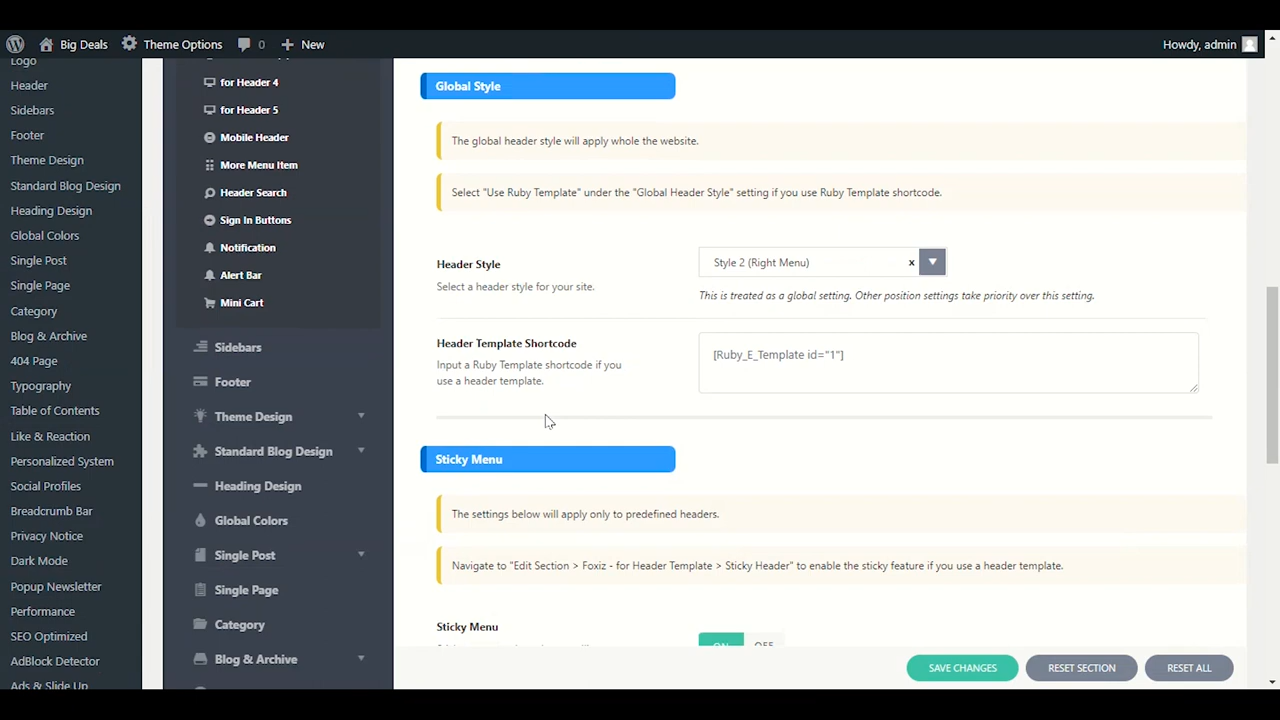 Big Deals
Theme Options
0
New
Howdy, admin
Logo
Header
Sidebars
Footer
Theme Design
Standard Blog Design
Heading Design
Global Colors
Single Post
Single Page
Category
Blog & Archive
404 Page
Typography
Table of Contents
Like & Reaction
Personalized System
Social Profiles
Breadcrumb Bar
Privacy Notice
Dark Mode
Popup Newsletter
Performance
SEO Optimized
AdBlock Detector
Ads & Slide Up
for Header 4
for Header 5
Mobile Header
More Menu Item
Header Search
Sign In Buttons
Notification
Alert Bar
Mini Cart
Sidebars
Footer
Theme Design
Standard Blog Design
Heading Design
Global Colors
Single Post
Single Page
Category
Blog & Archive
Global Style
The global header style will apply whole the website.
Select "Use Ruby Template" under the "Global Header Style" setting if you use Ruby Template shortcode.
Header Style
Select a header style for your site.
Style 2 (Right Menu)
x
This is treated as a global setting. Other position settings take priority over this setting.
Header Template Shortcode
Input a Ruby Template shortcode if you
use a header template.
[Ruby_E_Template id="1"]
Sticky Menu
The settings below will apply only to predefined headers.
Navigate to "Edit Section > Foxiz - for Header Template > Sticky Header" to enable the sticky feature if you use a header template.
Sticky Menu
ON OFF
SAVE CHANGES
RESET SECTION
RESET ALL